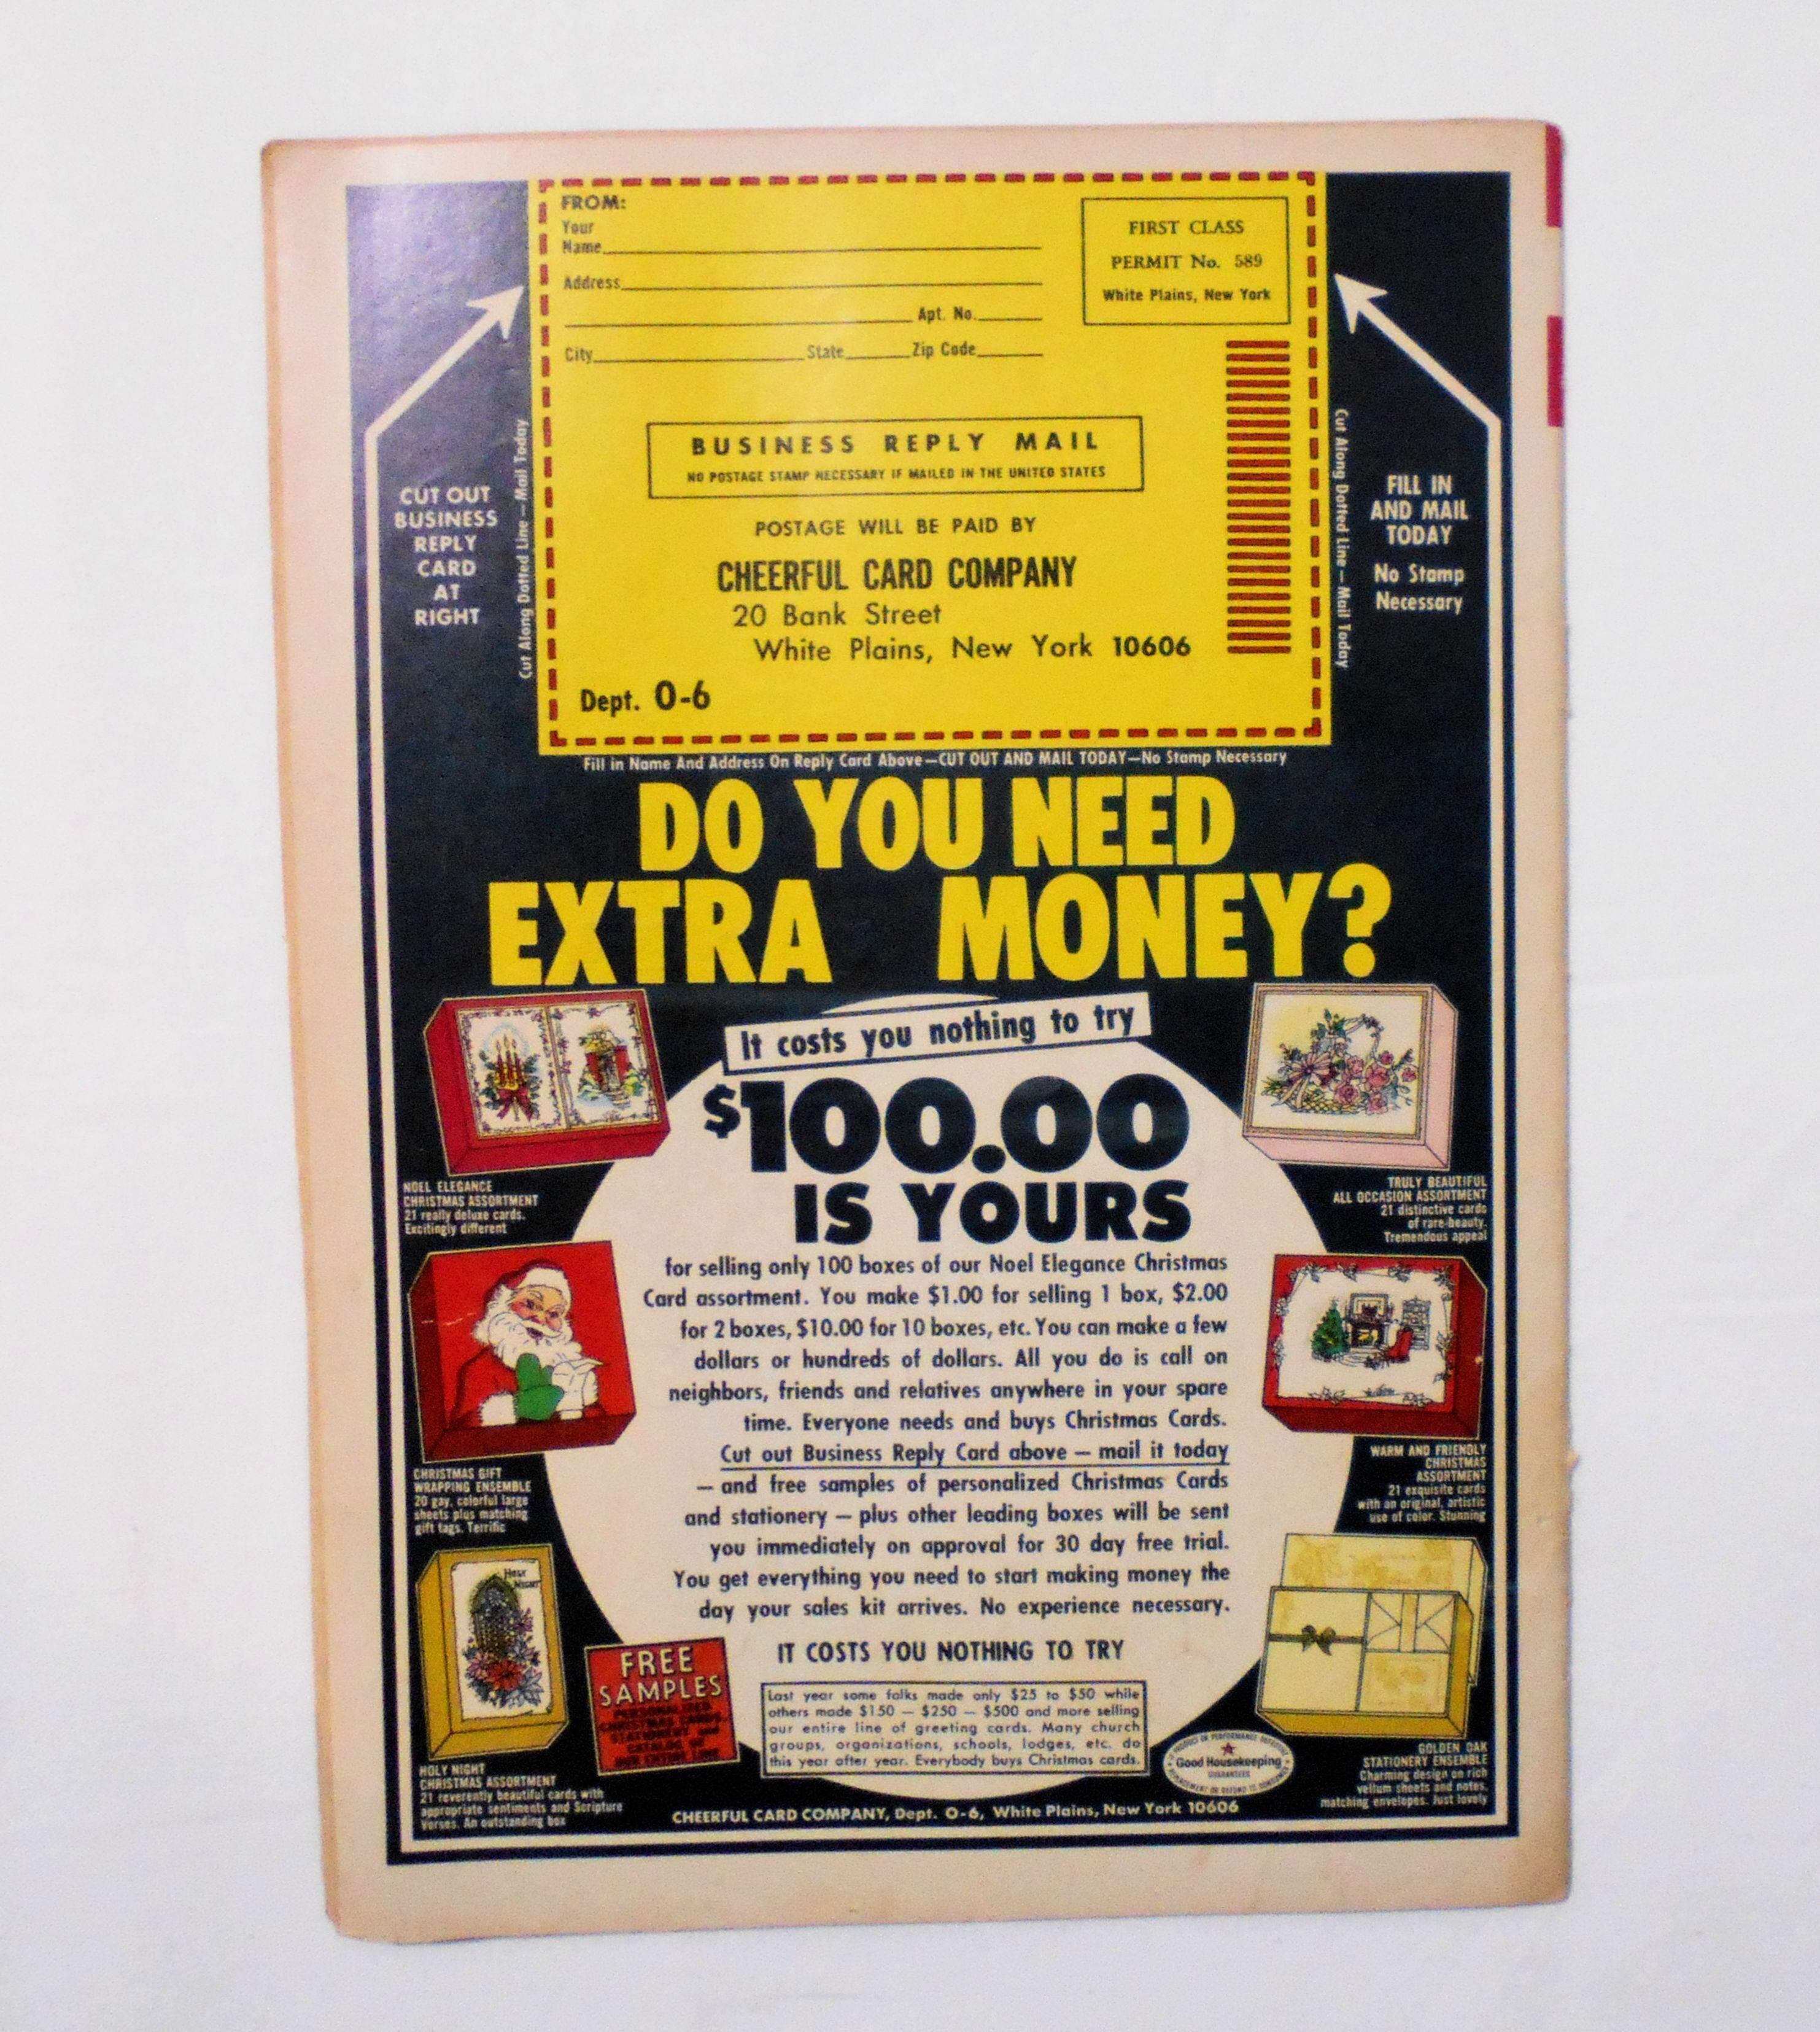 FROM:
Your
Name
Address
Apt. No.
City State Zip Code
FIRST CLASS
PERMIT No. 589
White Plains, New York
BUSINESS REPLY MAIL
NO POSTAGE STAMP NECESSARY IF MAILED IN THE UNITED STATES
POSTAGE WILL BE PAID BY
CHEERFUL CARD COMPANY
20 Bank Street
White Plains, New York 10606
Dept. O-6
CUT OUT
BUSINESS
REPLY
CARD
AT
RIGHT
Cut Along Dotted Line—Mail Today
Cut Along Dotted Line—Mail Today
FILL IN
AND MAIL
TODAY
No Stamp
Necessary
Fill in Name And Address On Reply Card Above—CUT OUT AND MAIL TODAY—No Stamp Necessary
DO YOU NEED
EXTRA MONEY?
It costs you nothing to try
$100.00
IS YOURS
for selling only 100 boxes of our Noel Elegance Christmas
Card assortment. You make $1.00 for selling 1 box, $2.00
for 2 boxes, $10.00 for 10 boxes, etc. You can make a few
dollars or hundreds of dollars. All you do is call on
neighbors, friends and relatives anywhere in your spare
time. Everyone needs and buys Christmas Cards.
Cut out Business Reply Card above — mail it today
— and free samples of personalized Christmas Cards
and stationery — plus other leading boxes will be sent
you immediately on approval for 30 day free trial.
You get everything you need to start making money the
day your sales kit arrives. No experience necessary.
IT COSTS YOU NOTHING TO TRY
Last year some folks made only $25 to $50 while
others made $150 — $250 — $500 and more selling
our entire line of greeting cards. Many church
groups, organizations, schools, lodges, etc. do
this year after year. Everybody buys Christmas cards.
NOEL ELEGANCE
CHRISTMAS ASSORTMENT
21 really deluxe cards.
Excitingly different
CHRISTMAS GIFT
WRAPPING ENSEMBLE
20 gay, colorful large
sheets plus matching
gift tags. Terrific
HOLY
NIGHT
HOLY NIGHT
CHRISTMAS ASSORTMENT
21 reverently beautiful cards with
appropriate sentiments and Scripture
Verses. An outstanding box
FREE
SAMPLES
PERSONALIZED
CHRISTMAS CARDS,
STATIONERY and
CATALOG OF
OUR ENTIRE LINE
TRULY BEAUTIFUL
ALL OCCASION ASSORTMENT
21 distinctive cards
of rare-beauty.
Tremendous appeal
WARM AND FRIENDLY
CHRISTMAS
ASSORTMENT
21 exquisite cards
with an original, artistic
use of color. Stunning
GOLDEN OAK
STATIONERY ENSEMBLE
Charming design on rich
vellum sheets and notes,
matching envelopes. Just lovely
Good Housekeeping
GUARANTEES
REPLACEMENT OR REFUND TO CONSUMER
CHEERFUL CARD COMPANY, Dept. O-6, White Plains, New York 10606